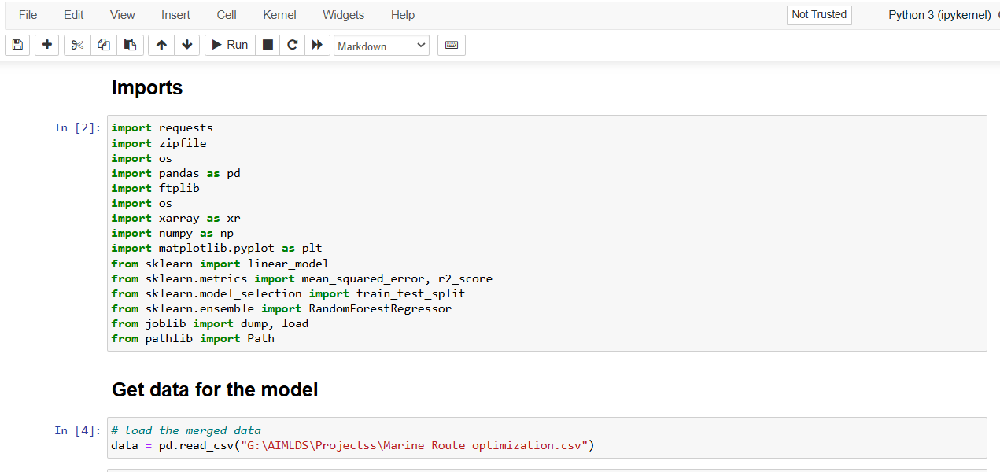 File Edit View Insert Cell Kernel Widgets Help Not Trusted Python 3 (ipykernel)
Run Markdown
Imports
In [2]:
import requests
import zipfile
import os
import pandas as pd
import ftplib
import os
import xarray as xr
import numpy as np
import matplotlib.pyplot as plt
from sklearn import linear_model
from sklearn.metrics import mean_squared_error, r2_score
from sklearn.model_selection import train_test_split
from sklearn.ensemble import RandomForestRegressor
from joblib import dump, load
from pathlib import Path
Get data for the model
In [4]:
# load the merged data
data = pd.read_csv("G:\AIMLDS\Projectss\Marine Route optimization.csv")